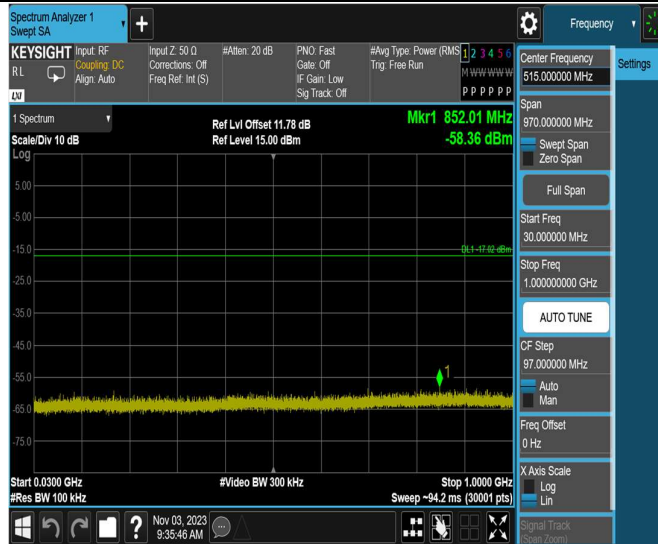 Spectrum Analyzer 1
Swept SA
Frequency
KEYSIGHT
RL
LXI
Input: RF
Coupling: DC
Align: Auto
Input Z: 50 Ω
Corrections: Off
Freq Ref: Int (S)
#Atten: 20 dB
PNO: Fast
Gate: Off
IF Gain: Low
Sig Track: Off
#Avg Type: Power (RMS
Trig: Free Run
1 2 3 4 5 6
M W W W W W
P P P P P P
1 Spectrum
Scale/Div 10 dB
Log
Ref Lvl Offset 11.78 dB
Ref Level 15.00 dBm
Mkr1 852.01 MHz
-58.36 dBm
5.00
-5.00
-15.0
DL1 -17.02 dBm
-25.0
-35.0
-45.0
-55.0
1
-65.0
-75.0
Start 0.0300 GHz
#Res BW 100 kHz
#Video BW 300 kHz
Stop 1.0000 GHz
Sweep ~94.2 ms (30001 pts)
Nov 03, 2023
9:35:46 AM
?
Center Frequency
515.000000 MHz
Settings
Span
970.000000 MHz
Swept Span
Zero Span
Full Span
Start Freq
30.000000 MHz
Stop Freq
1.000000000 GHz
AUTO TUNE
CF Step
97.000000 MHz
Auto
Man
Freq Offset
0 Hz
X Axis Scale
Log
Lin
Signal Track
(Span Zoom)